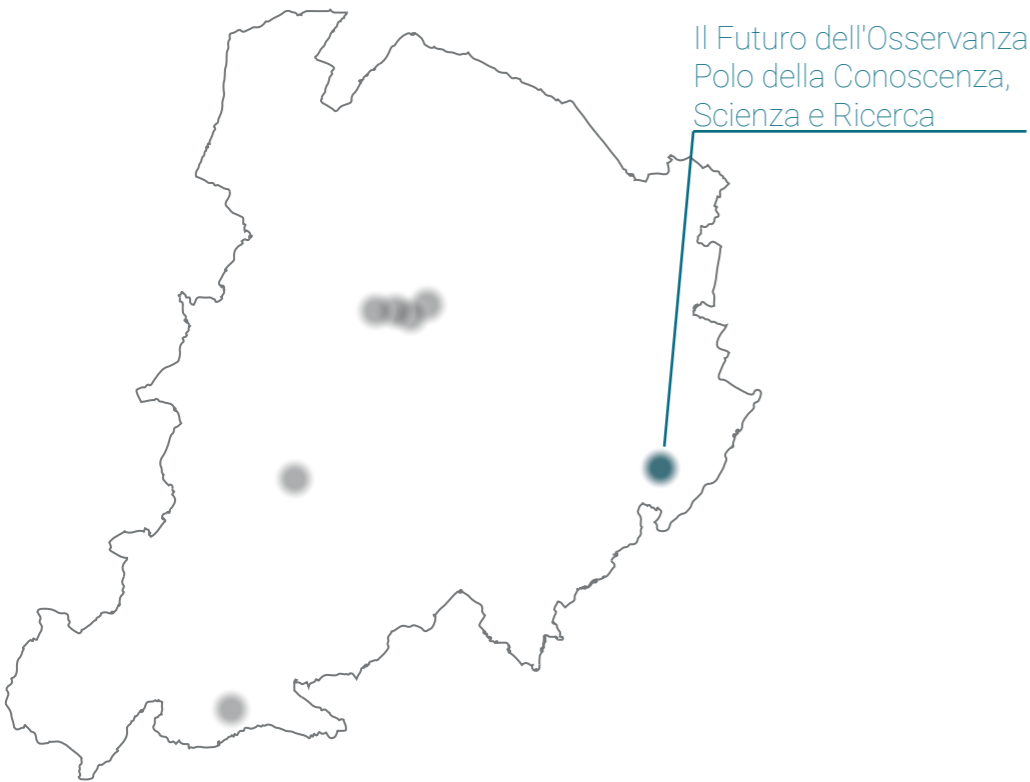 Il Futuro dell'Osservanza
Polo della Conoscenza,
Scienza e Ricerca